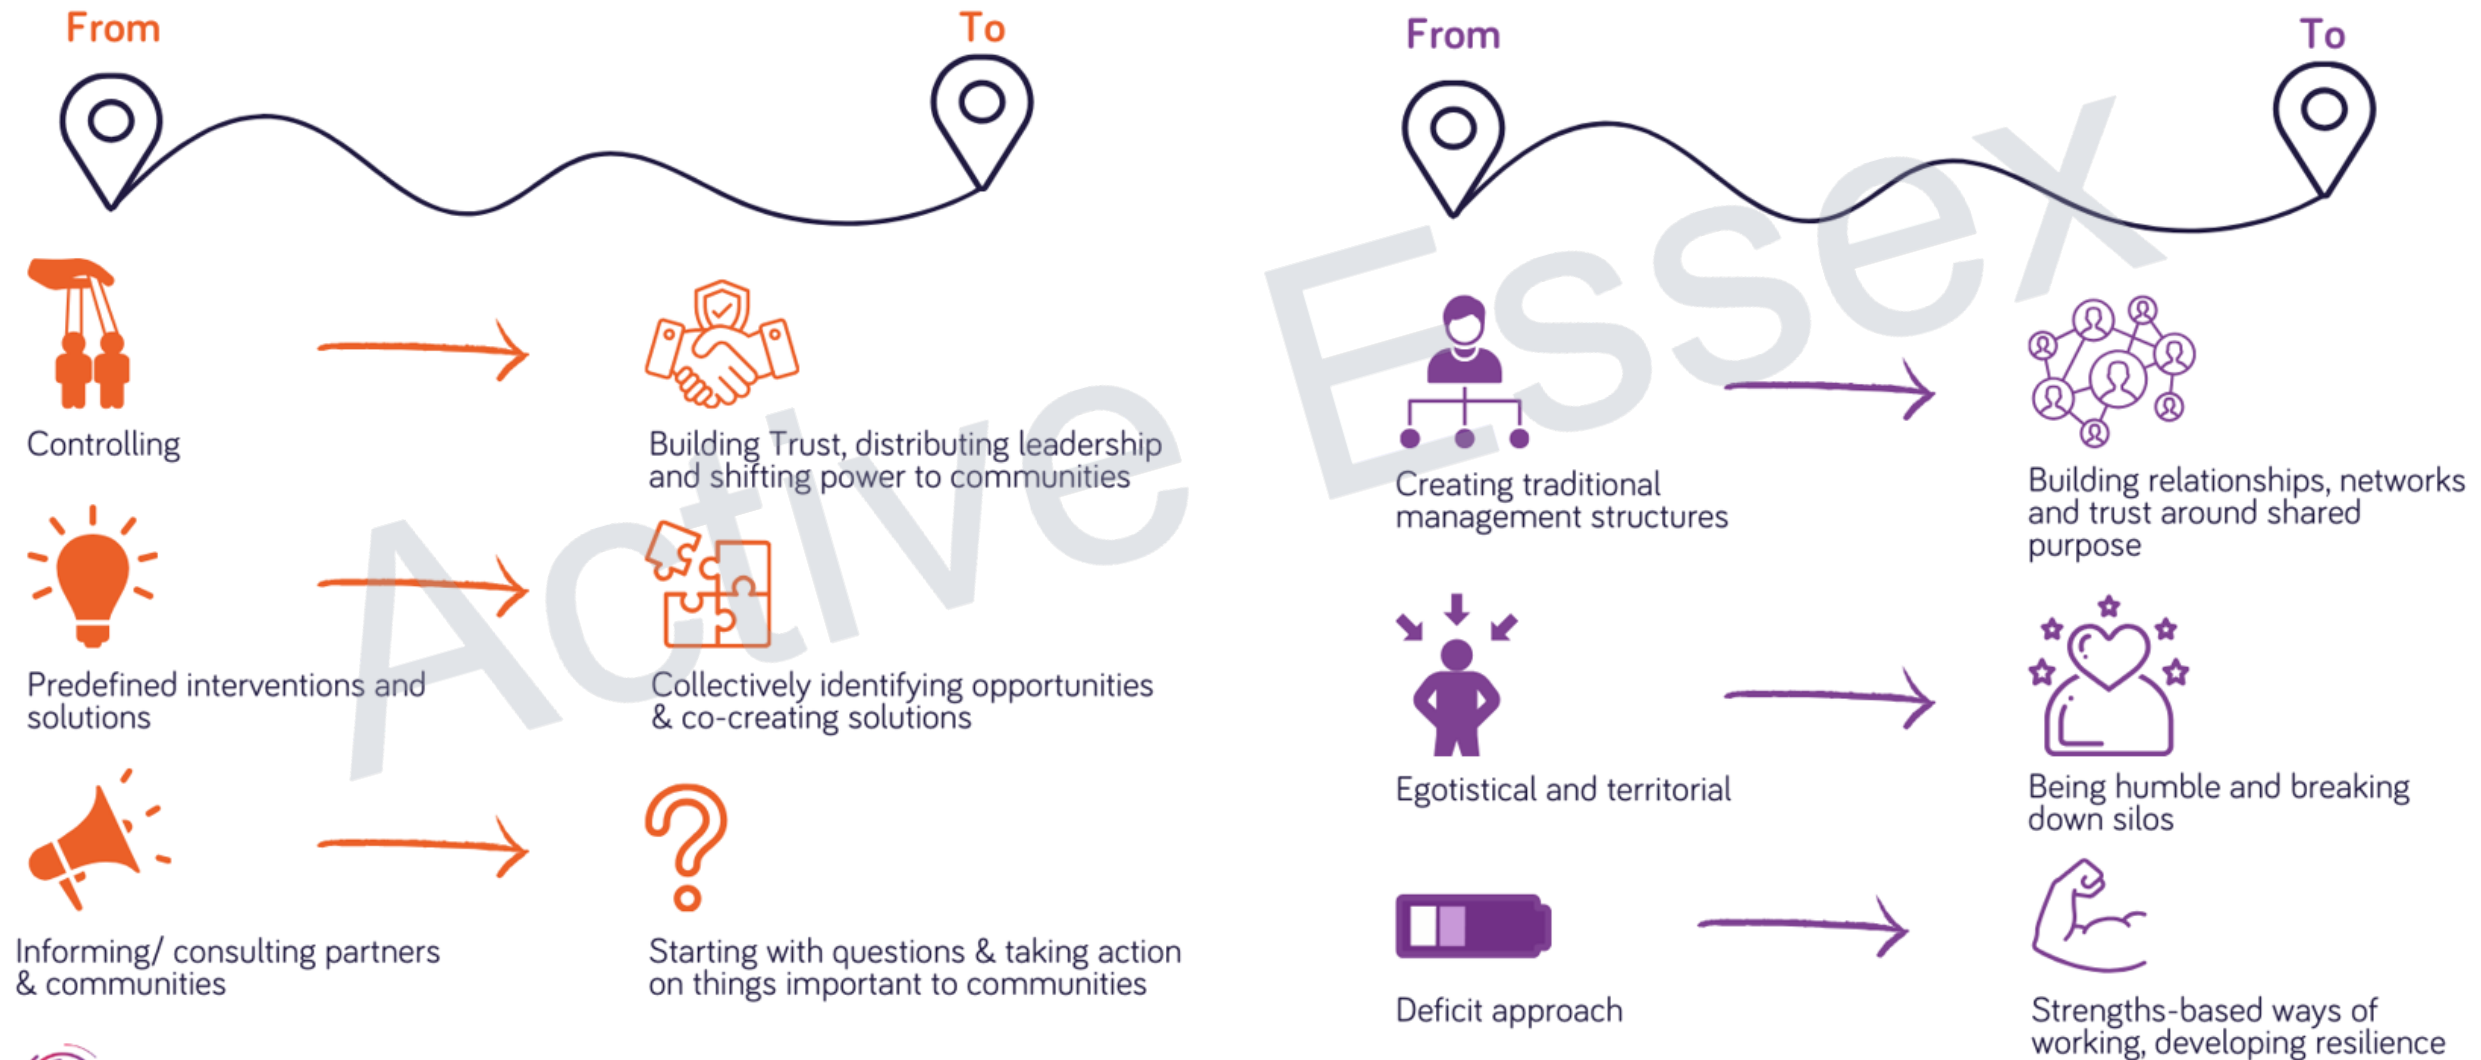 From
To
Controlling
Building Trust, distributing leadership
and shifting power to communities
Predefined interventions and
solutions
Collectively identifying opportunities
& co-creating solutions
Informing/ consulting partners
& communities
Starting with questions & taking action
on things important to communities
From
To
Creating traditional
management structures
Building relationships, networks
and trust around shared
purpose
Egotistical and territorial
Being humble and breaking
down silos
Deficit approach
Strengths-based ways of
working, developing resilience
Active Essex